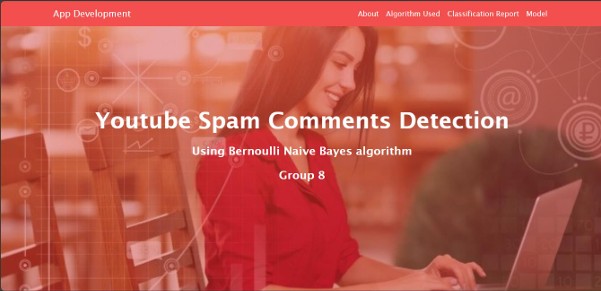 App Development
About Algorithm Used Classification Report Model
Youtube Spam Comments Detection
Using Bernoulli Naive Bayes algorithm
Group 8